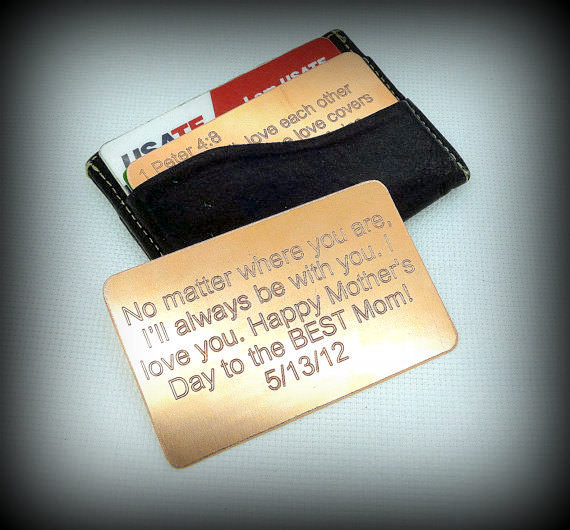 USATF
1 Peter 4:8
love each other
love covers
No matter where you are,
I'll always be with you. I
love you. Happy Mother's
Day to the BEST Mom!
5/13/12